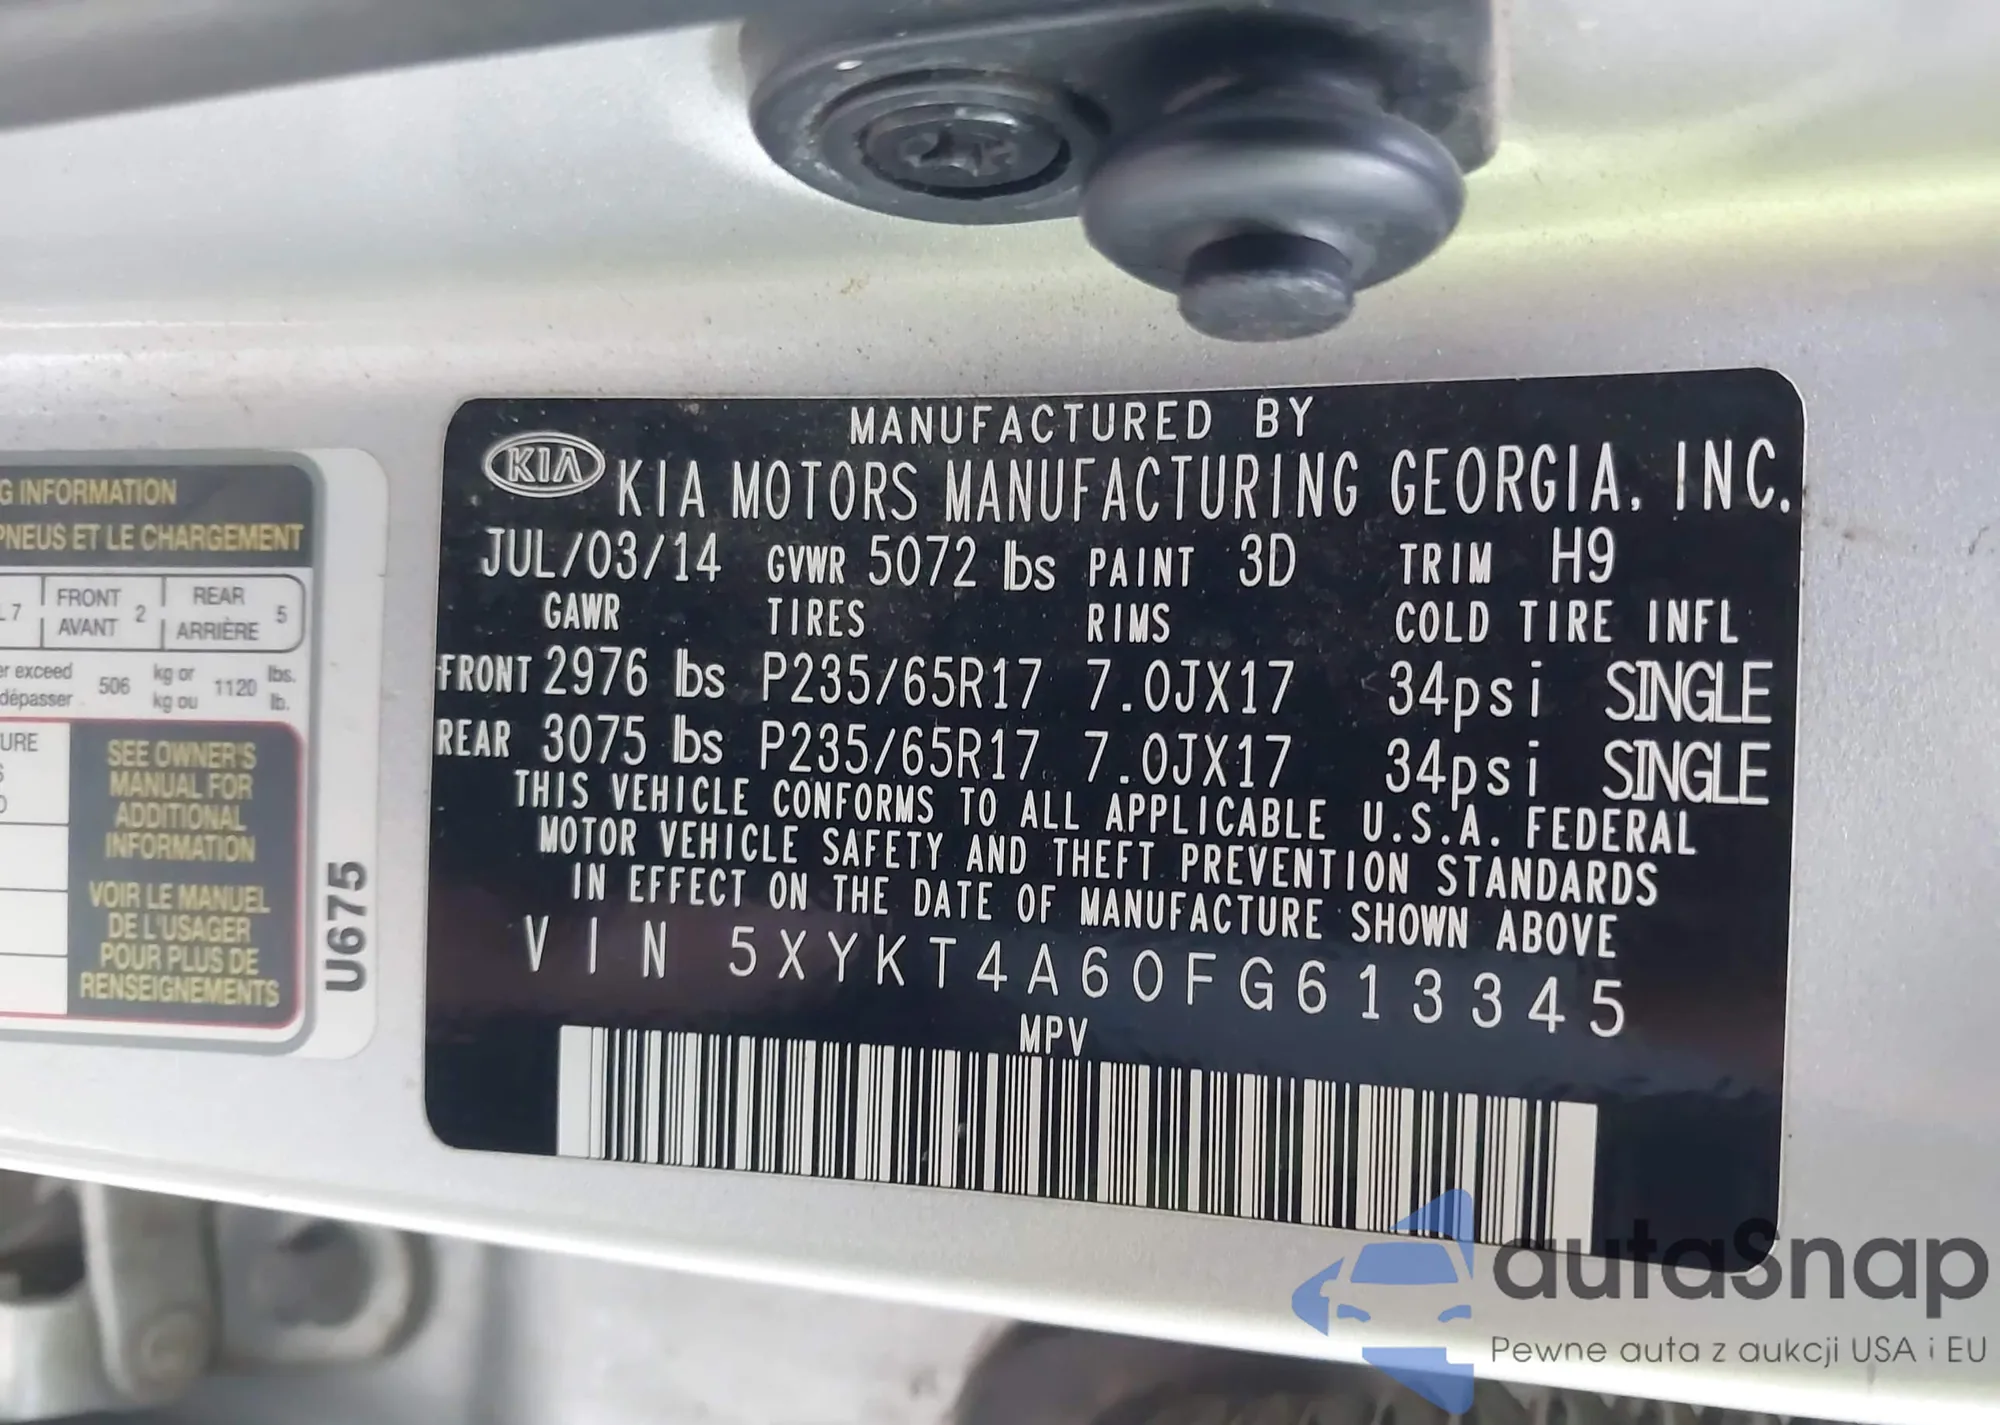 G INFORMATION
PNEUS ET LE CHARGEMENT
L 7 FRONT AVANT 2 REAR ARRIÈRE 5
er exceed 506 kg or 1120 lbs.
dépasser kg ou lb.
URE
SEE OWNER'S
MANUAL FOR
ADDITIONAL
INFORMATION
VOIR LE MANUEL
DE L'USAGER
POUR PLUS DE
RENSEIGNEMENTS
U675
MANUFACTURED BY
KIA KIA MOTORS MANUFACTURING GEORGIA, INC.
JUL/03/14 GVWR 5072 lbs PAINT 3D TRIM H9
GAWR TIRES RIMS COLD TIRE INFL
FRONT 2976 lbs P235/65R17 7.0JX17 34psi SINGLE
REAR 3075 lbs P235/65R17 7.0JX17 34psi SINGLE
THIS VEHICLE CONFORMS TO ALL APPLICABLE U.S.A. FEDERAL
MOTOR VEHICLE SAFETY AND THEFT PREVENTION STANDARDS
IN EFFECT ON THE DATE OF MANUFACTURE SHOWN ABOVE
VIN 5XYKT4A60FG613345
MPV
autaSnap
Pewne auta z aukcji USA i EU